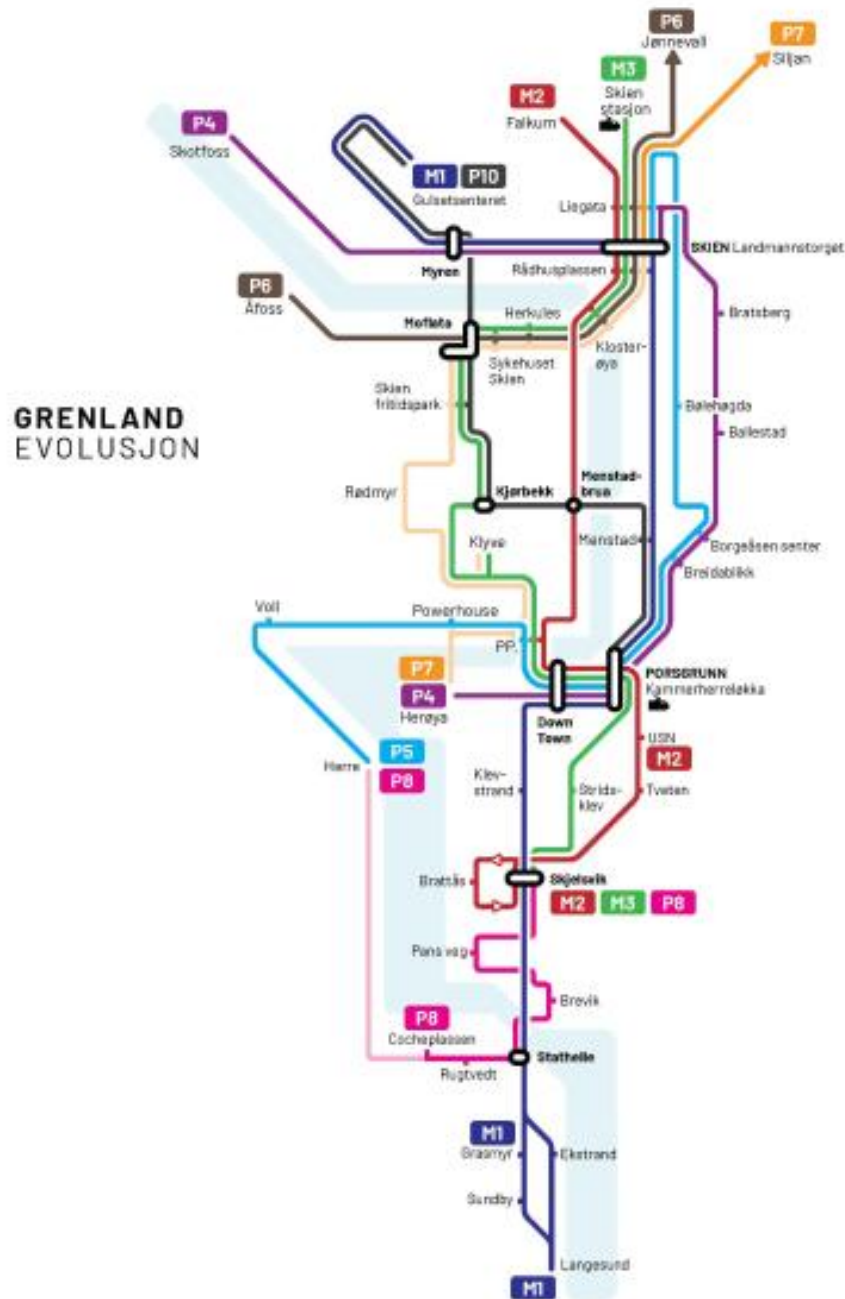 P6
Jønnevall
P7
Siljan
M3
Skien
stasjon
M2
Falkum
P4
Skotfoss
M1 P10
Gulsetsenteret
Liegata
SKIEN Landmannstorget
Myren
Rådhusplassen
P6
Åfoss
Moflata
Herkules
Bratsberg
Sykehuset
Skien
Kloster-
øya
Skien
fritidspark
GRENLAND
EVOLUSJON
Bølehøgda
Ballestad
Rødmyr
Kjørbekk
Menstad-
brua
Klyve
Menstad
Borgeåsen senter
Breidablikk
Voll
Powerhouse
PP.
P7
P4
Herøya
PORSGRUNN
Kammerherreløkka
Down
Town
USN
M2
P5
P8
Herre
Klev-
strand
Strids-
klev
Tveten
Brattås
Skjelsvik
M2 M3 P8
Pans veg
Brevik
P8
Cocheplassen
Stathelle
Rugtvedt
M1
Grasmyr
Ekstrand
Sundby
Langesund
M1